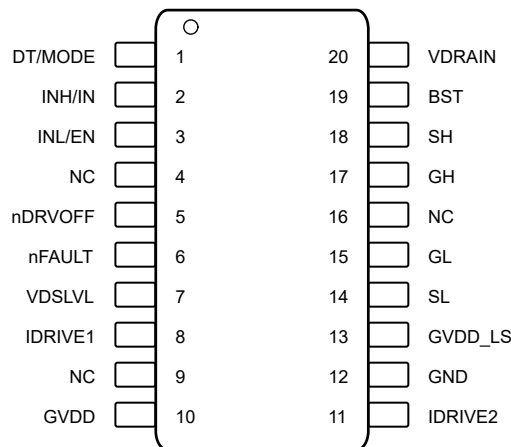 DT/MODE 1 20 VDRAIN
INH/IN 2 19 BST
INL/EN 3 18 SH
NC 4 17 GH
nDRVOFF 5 16 NC
nFAULT 6 15 GL
VDSLVL 7 14 SL
IDRIVE1 8 13 GVDD_LS
NC 9 12 GND
GVDD 10 11 IDRIVE2